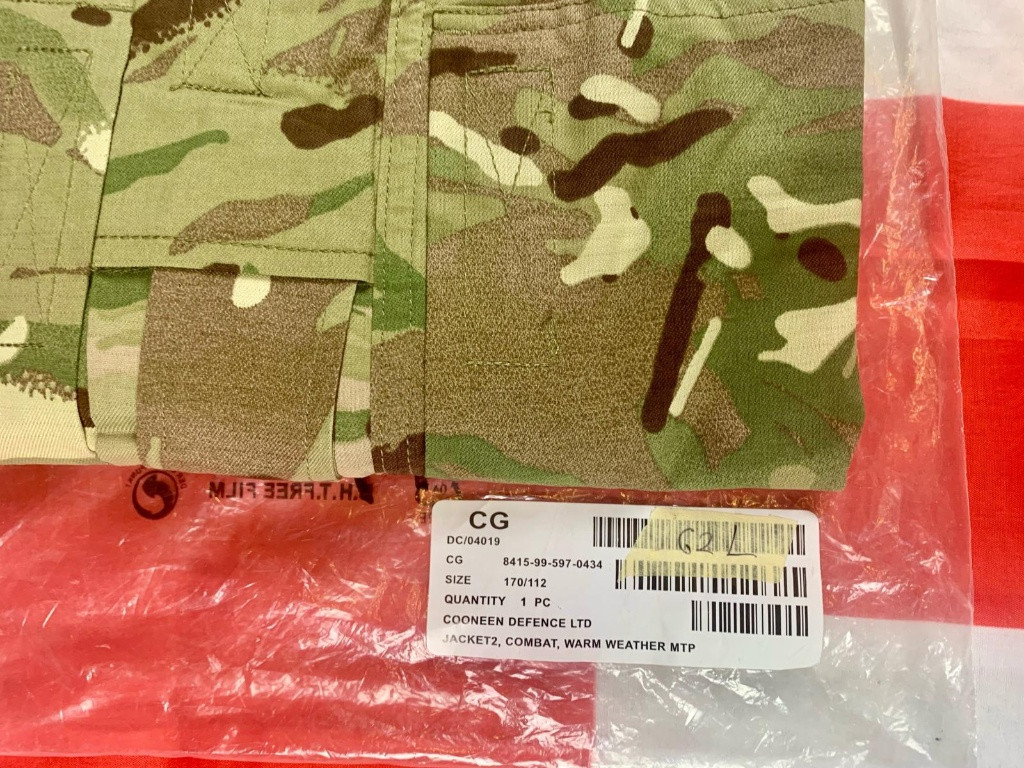 .H.T.FREE FILM
CG
DC/04019
CG 8415-99-597-0434
SIZE 170/112
QUANTITY 1 PC
COONEEN DEFENCE LTD
JACKET2, COMBAT, WARM WEATHER MTP